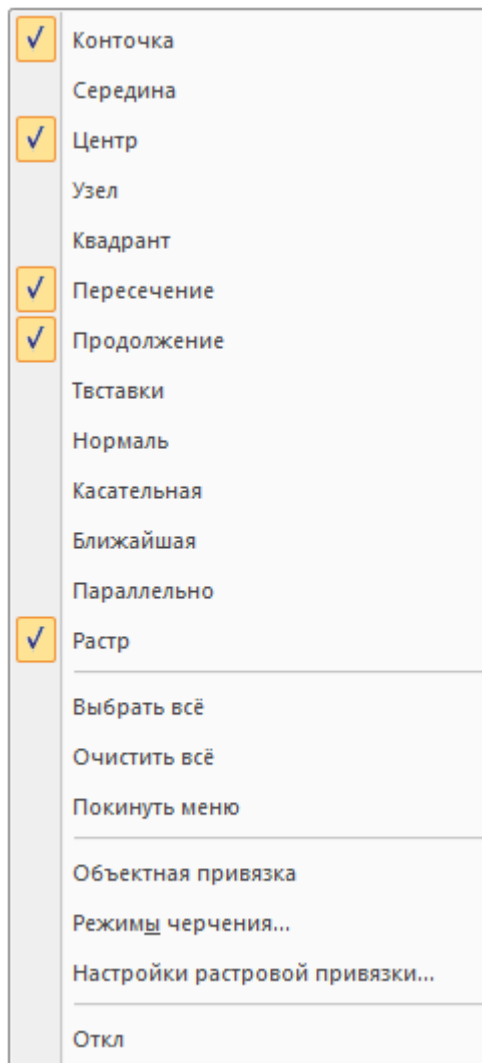 Конточка
Середина
Центр
Узел
Квадрант
Пересечение
Продолжение
Твставки
Нормаль
Касательная
Ближайшая
Параллельно
Растр
Выбрать всё
Очистить всё
Покинуть меню
Объектная привязка
Режимы черчения...
Настройки растровой привязки...
Откл